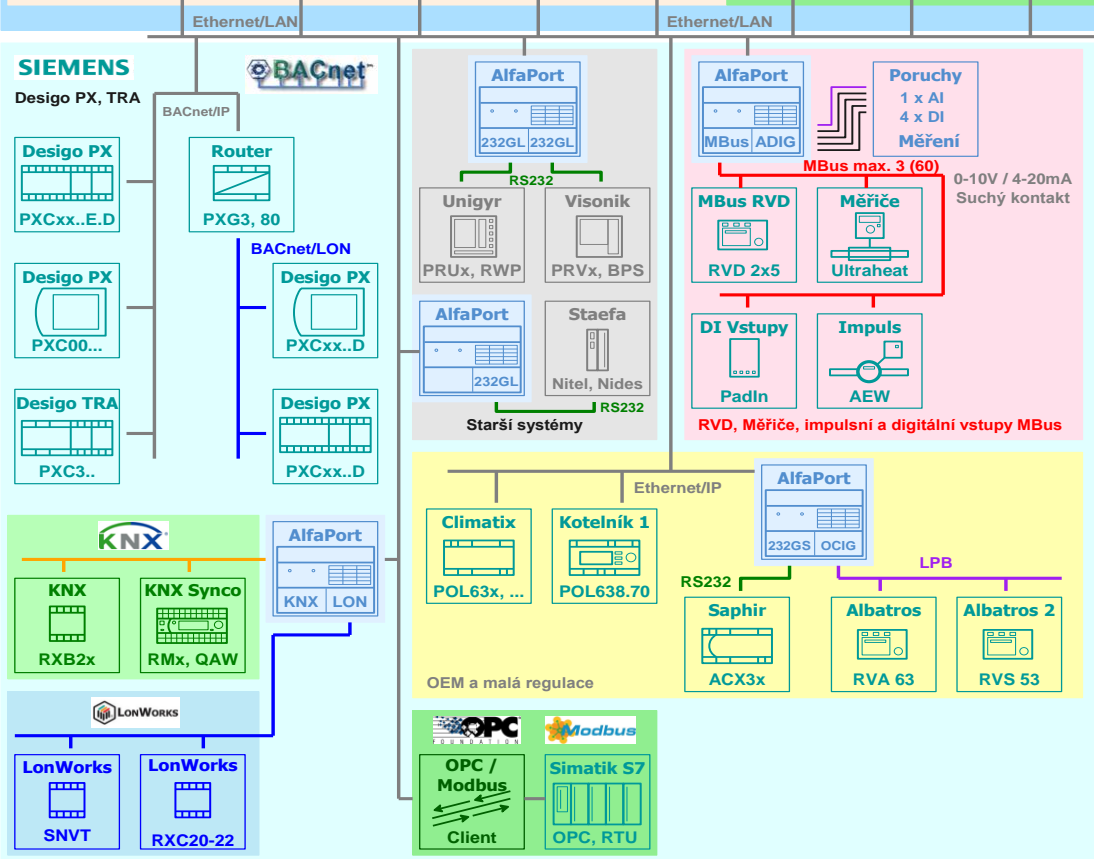 Ethernet/LAN
Ethernet/LAN
SIEMENS
BACnet™
Desigo PX, TRA
BACnet/IP
Desigo PX
PXCxx..E.D
Router
PXG3, 80
BACnet/LON
Desigo PX
PXC00...
Desigo PX
PXCxx..D
Desigo TRA
PXC3..
Desigo PX
PXCxx..D
AlfaPort
232GL 232GL
RS232
Unigyr
PRUx, RWP
Visonik
PRVx, BPS
AlfaPort
232GL
Staefa
Nitel, Nides
RS232
Starší systémy
AlfaPort
MBus ADIG
Poruchy
1 x AI
4 x DI
Měření
MBus max. 3 (60)
0-10V / 4-20mA
Suchý kontakt
MBus RVD
RVD 2x5
Měřiče
Ultraheat
DI Vstupy
PadIn
Impuls
AEW
RVD, Měřiče, impulsní a digitální vstupy MBus
KNX
KNX
RXB2x
KNX Synco
RMx, QAW
AlfaPort
KNX LON
LONWORKS
LonWorks
SNVT
LonWorks
RXC20-22
Ethernet/IP
Climatix
POL63x, ...
Kotelník 1
POL638.70
AlfaPort
232GS OCIG
RS232
LPB
Saphir
ACX3x
Albatros
RVA 63
Albatros 2
RVS 53
OEM a malá regulace
OPC
FOUNDATION
Modbus
OPC /
Modbus
Client
Simatik S7
OPC, RTU